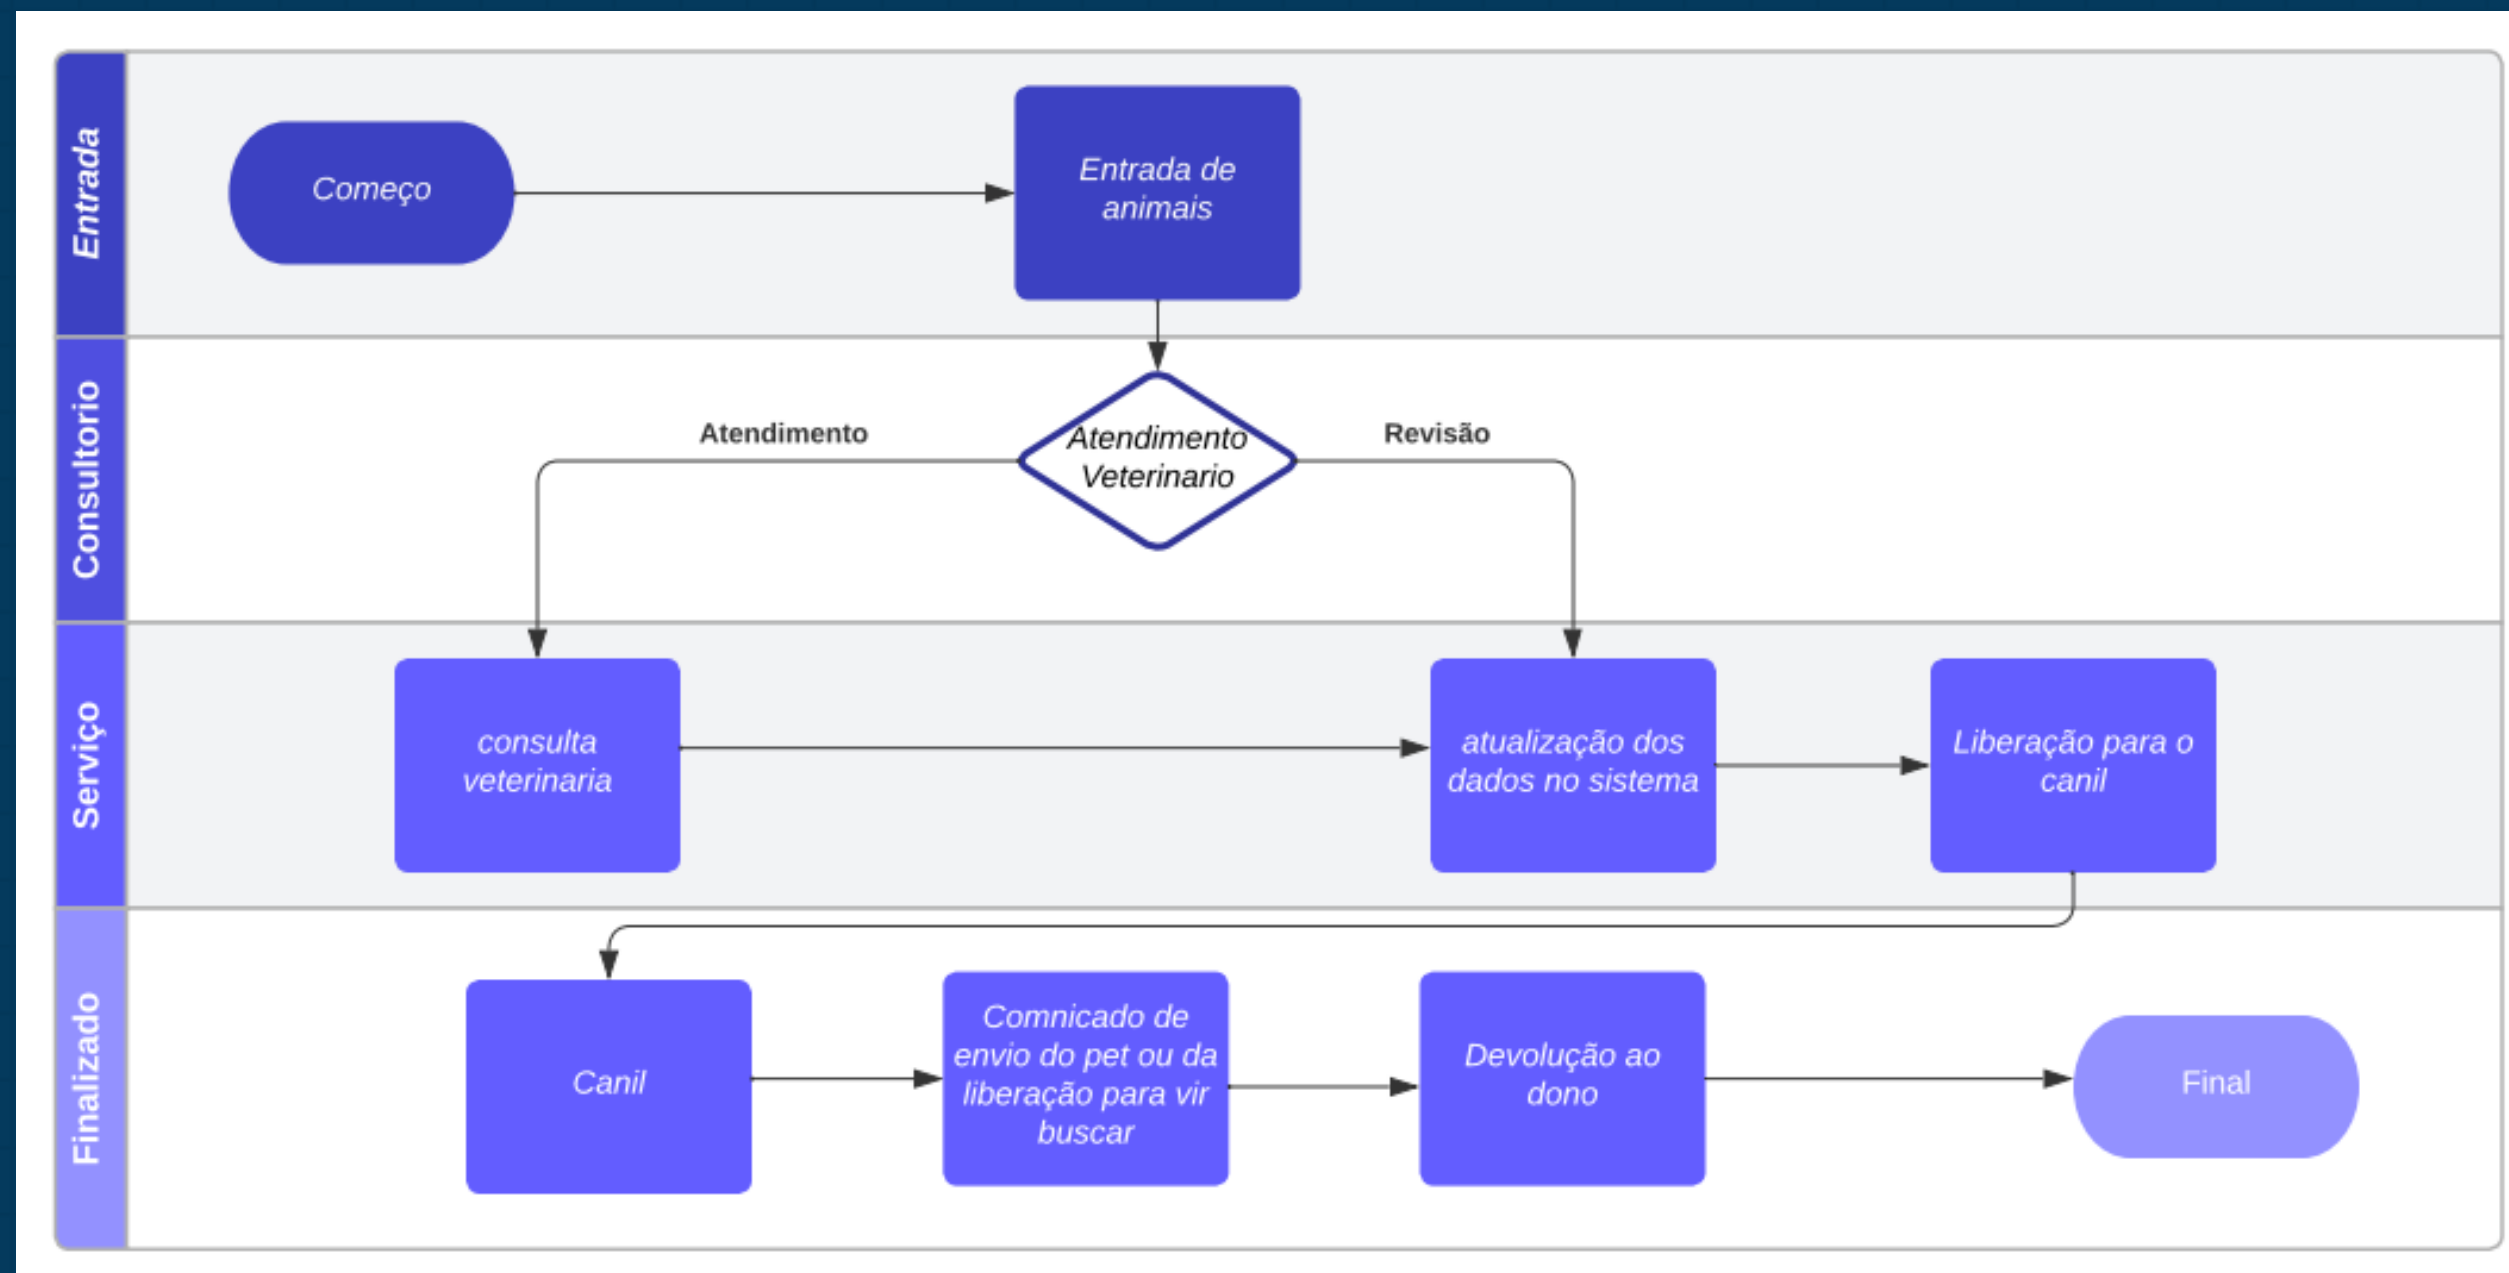 Entrada
Começo
Entrada de
animais
Consultorio
Atendimento
Atendimento
Veterinario
Revisão
Serviço
consulta
veterinaria
atualização dos
dados no sistema
Liberação para o
canil
Finalizado
Canil
Comnicado de
envio do pet ou da
liberação para vir
buscar
Devolução ao
dono
Final